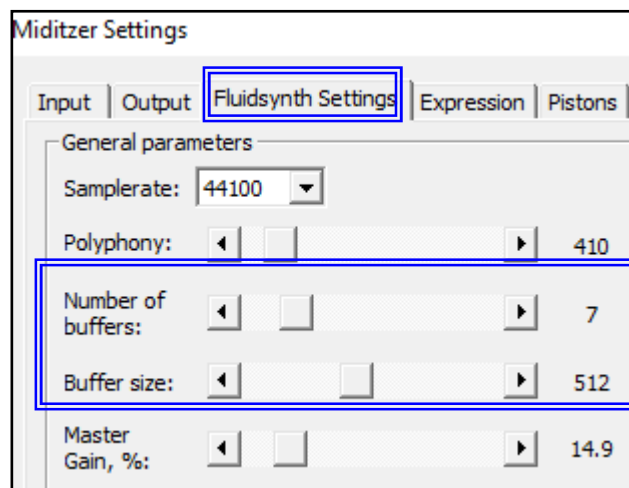 Miditzer Settings
Input Output Fluidsynth Settings Expression Pistons
General parameters
Samplerate: 44100
Polyphony: 410
Number of
buffers: 7
Buffer size: 512
Master
Gain, %: 14.9